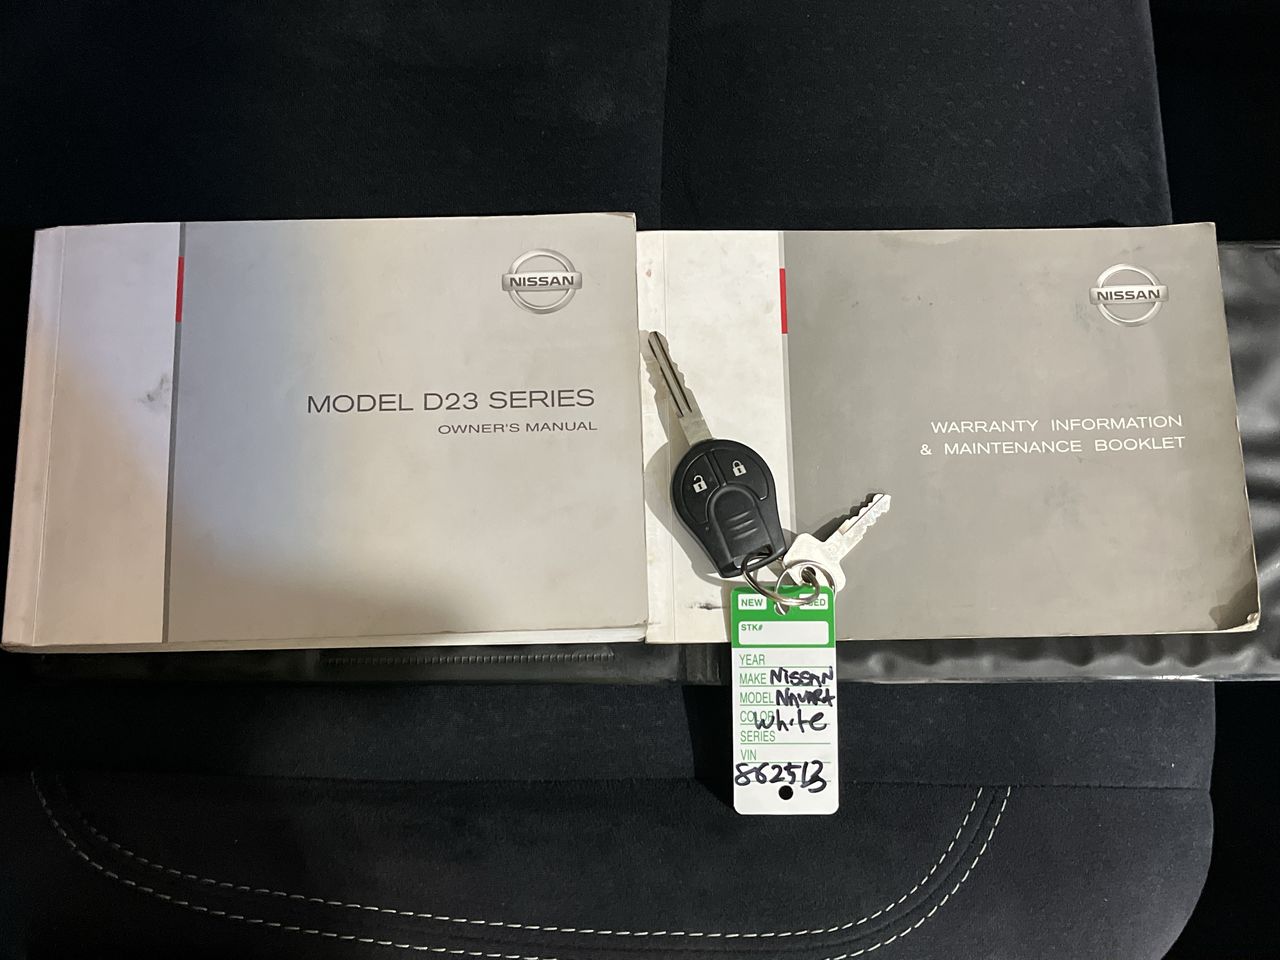 NISSAN
MODEL D23 SERIES
OWNER'S MANUAL
NISSAN
WARRANTY INFORMATION
& MAINTENANCE BOOKLET
NEW
STK#
YEAR
MAKE NISSAN
MODEL NAVARA
COLOR White
SERIES
VIN
862513